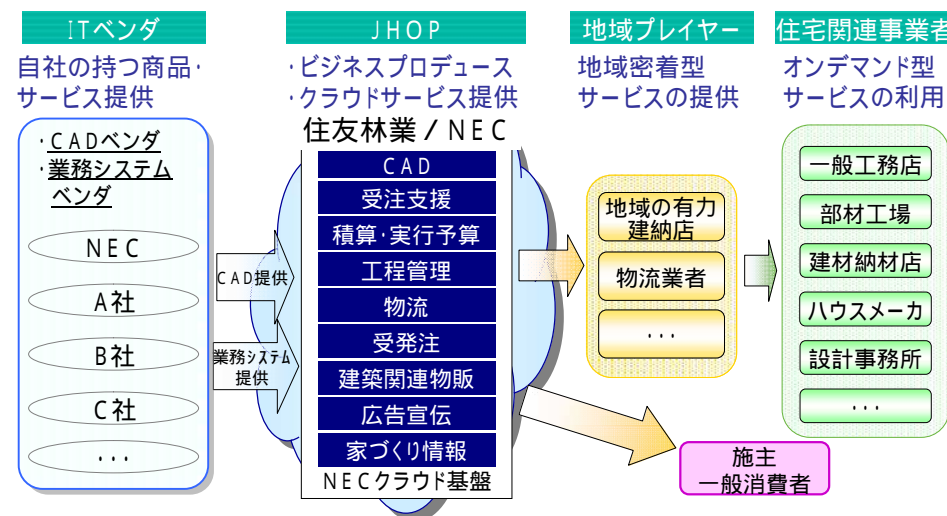 ITベンダ
自社の持つ商品・
サービス提供
・CADベンダ
・業務システム
ベンダ
NEC
A社
B社
C社
・・・
CAD提供
業務システム
提供
JHOP
・ビジネスプロデュース
・クラウドサービス提供
住友林業/NEC
CAD
受注支援
積算・実行予算
工程管理
物流
受発注
建築関連物販
広告宣伝
家づくり情報
NECクラウド基盤
地域プレイヤー
地域密着型
サービスの提供
地域の有力
建納店
物流業者
・・・
住宅関連事業者
オンデマンド型
サービスの利用
一般工務店
部材工場
建材納材店
ハウスメーカ
設計事務所
・・・
施主
一般消費者